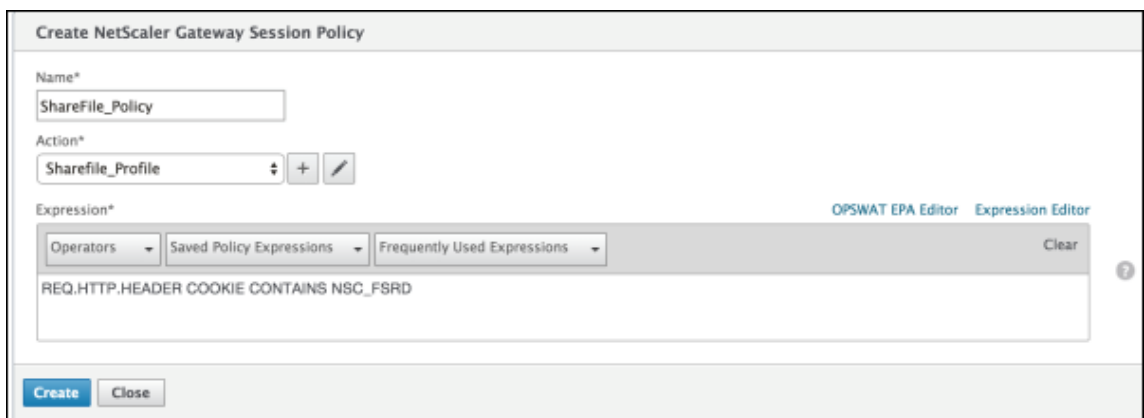 Create NetScaler Gateway Session Policy
Name*
ShareFile_Policy
Action*
Sharefile_Profile +
Expression* OPSWAT EPA Editor Expression Editor
Operators Saved Policy Expressions Frequently Used Expressions Clear
?
REQ.HTTP.HEADER COOKIE CONTAINS NSC_FSRD
Create Close